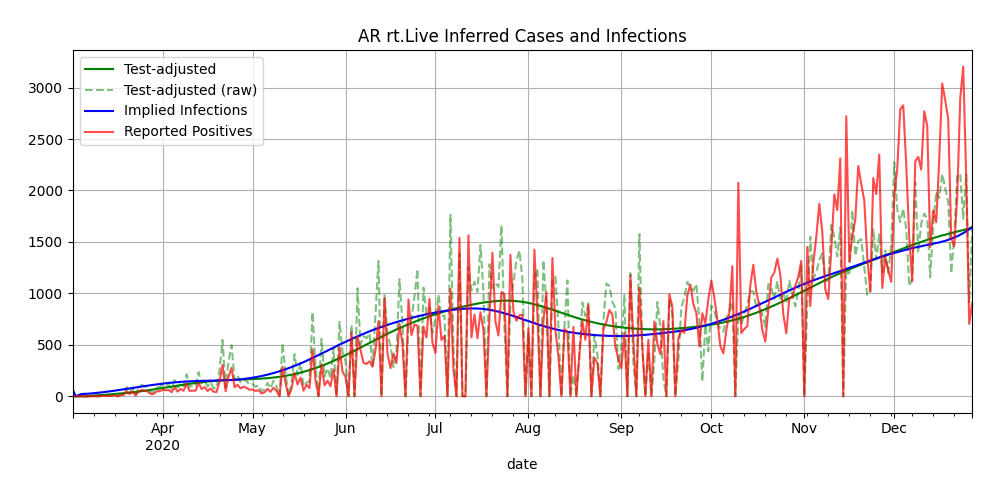 AR rt.Live Inferred Cases and Infections
Test-adjusted
Test-adjusted (raw)
Implied Infections
Reported Positives
3000
2500
2000
1500
1000
500
0
Apr May Jun Jul Aug Sep Oct Nov Dec
2020
date